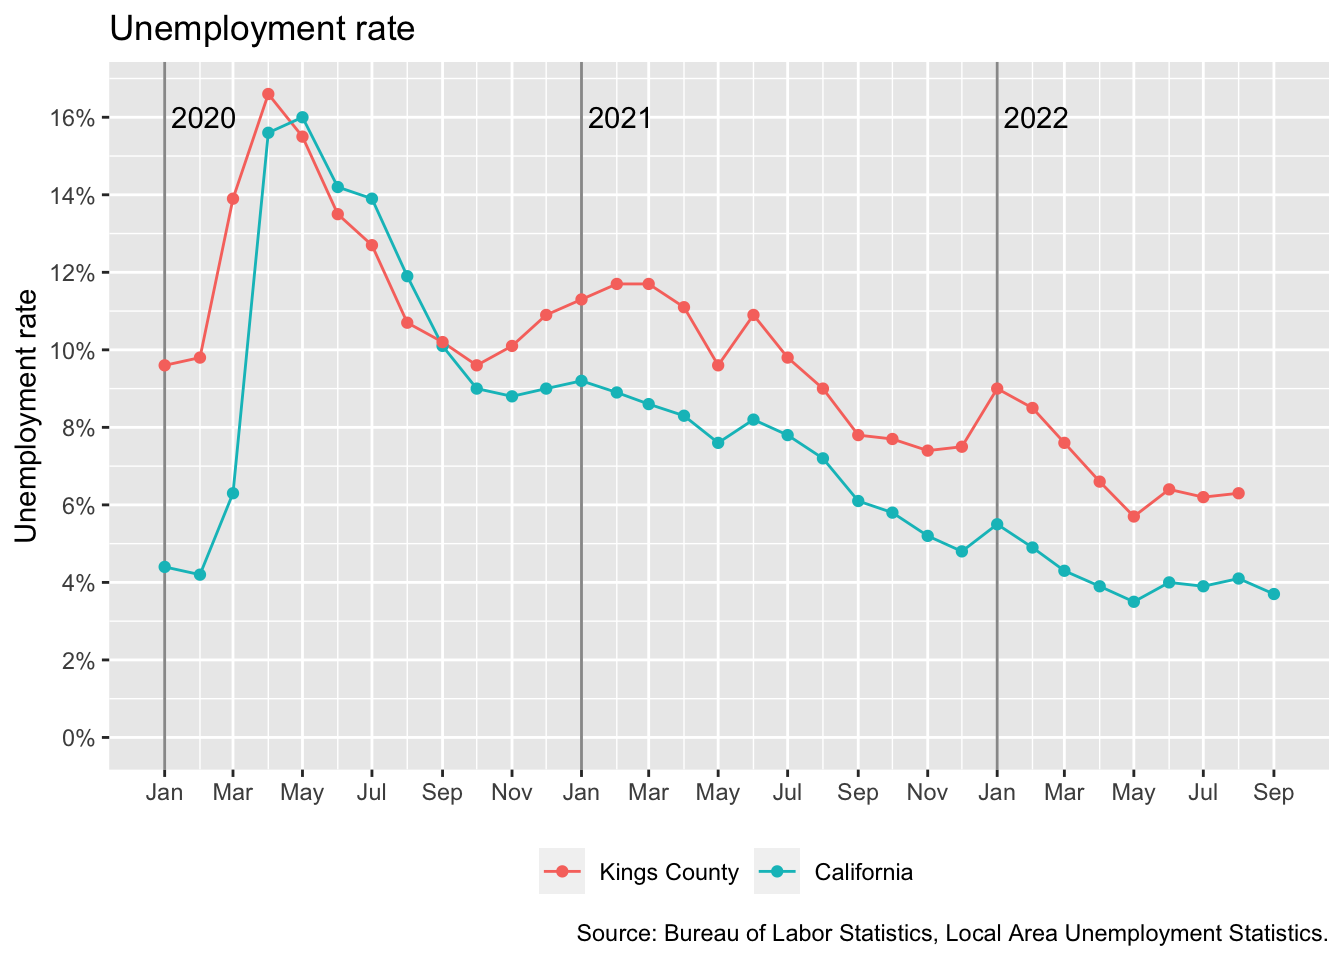 Unemployment rate
Unemployment rate
16%
14%
12%
10%
8%
6%
4%
2%
0%
2020
2021
2022
Jan Mar May Jul Sep Nov Jan Mar May Jul Sep Nov Jan Mar May Jul Sep
Kings County California
Source: Bureau of Labor Statistics, Local Area Unemployment Statistics.